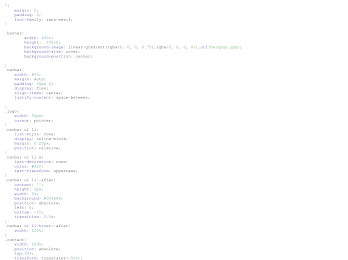 *{
margin: 0;
padding: 0;
font-family: sans-serif;
}
.banner{
width: 100%;
height: 100vh;
background-image: linear-gradient(rgba(0, 0, 0, 0.75),rgba(0, 0, 0, 0)),url(
background-size: cover;
background-position: center;
}
.navbar{
width: 85%;
margin: auto;
padding: 35px 0;
display: flex;
align-items: center;
justify-content: space-between;
}
.logo{
cursor: pointer;
}
.navbar ul li{
list-style: none;
display: inline-block;
margin: 0 20px;
position: relative;
}
.navbar ul li a{
text-decoration: none;
color: #fff;
text-transform: uppercase;
}
.navbar ul li::after{
content: '';
height: 3px;
width: 0;
background: #009688;
position: absolute;
left: 0;
bottom: -10;
transition: 0.5s;
}
.navbar ul li:hover::after{
width: 100%;
}
.content{
width: 100%;
position: absolute;
top:50%;
transform: translateY(-50%);